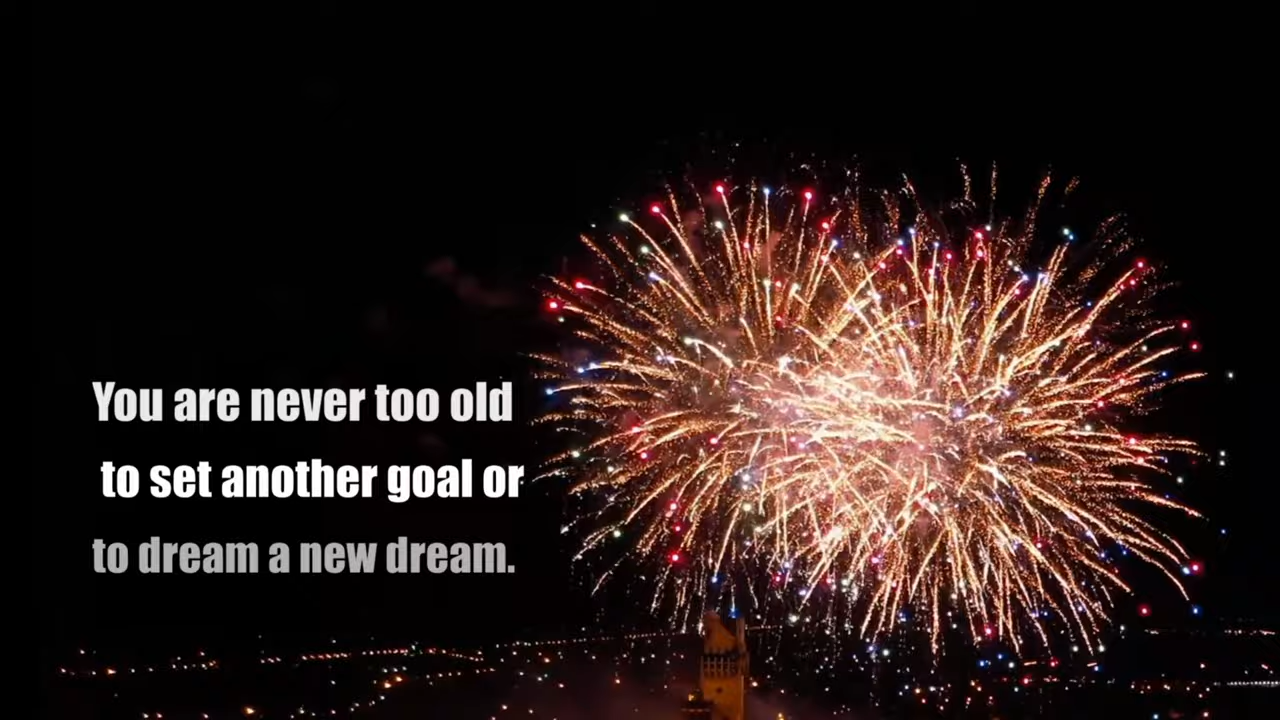 You are never too old
to set another goal or
to dream a new dream.